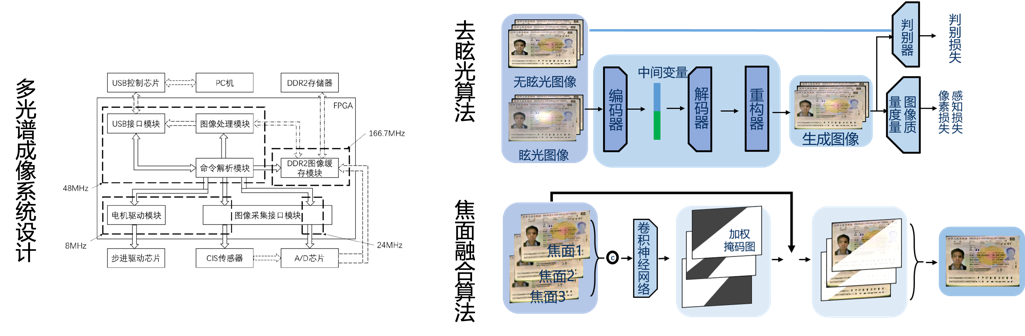 多光谱成像系统设计
USB控制芯片
PC机
DDR2存储器
FPGA
USB接口模块
图像处理模块
166.7MHz
命令解析模块
DDR2图像缓
存模块
48MHz
电机驱动模块
图像采集接口模块
8MHz
24MHz
步进驱动芯片
CIS传感器
A/D芯片
去眩光算法
无眩光图像
眩光图像
编码器
中间变量
解码器
重构器
生成图像
判别器
判别损失
图像质
量度量
感知损失
像素损失
焦面融合算法
焦面1
焦面2
焦面3
C
卷积神经网络
加权
掩码图